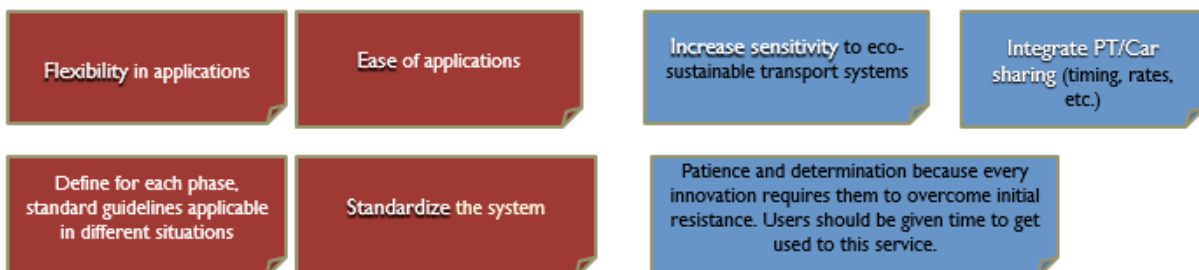 Flexibility in applications
Ease of applications
Increase sensitivity to eco-
sustainable transport systems
Integrate PT/Car
sharing (timing, rates,
etc.)
Define for each phase,
standard guidelines applicable
in different situations
Standardize the system
Patience and determination because every
innovation requires them to overcome initial
resistance. Users should be given time to get
used to this service.